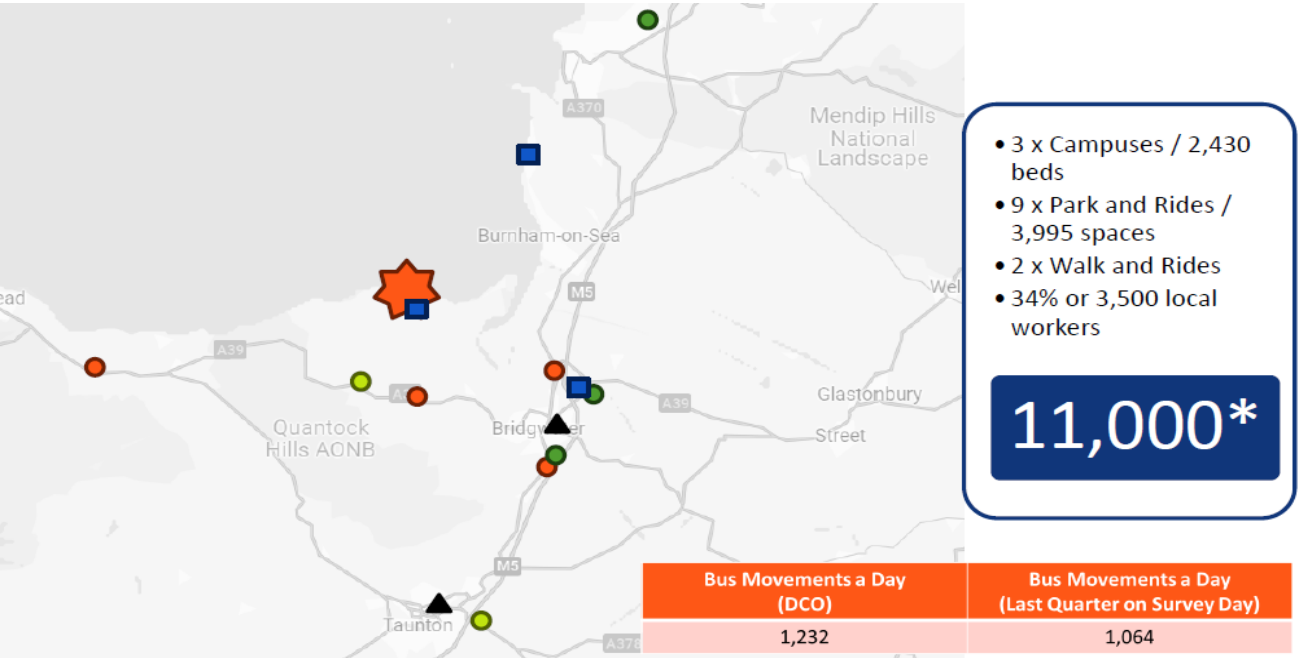 A370
Mendip Hills
National
Landscape
Burnham-on-Sea
M5
ead
Wel
A39
Glastonbury
A39
Quantock
Hills AONB
Street
M5
Taunton
A378
• 3 x Campuses / 2,430
beds
• 9 x Park and Rides /
3,995 spaces
• 2 x Walk and Rides
• 34% or 3,500 local
workers
11,000*
Bus Movements a Day
(DCO)
Bus Movements a Day
(Last Quarter on Survey Day)
1,232
1,064